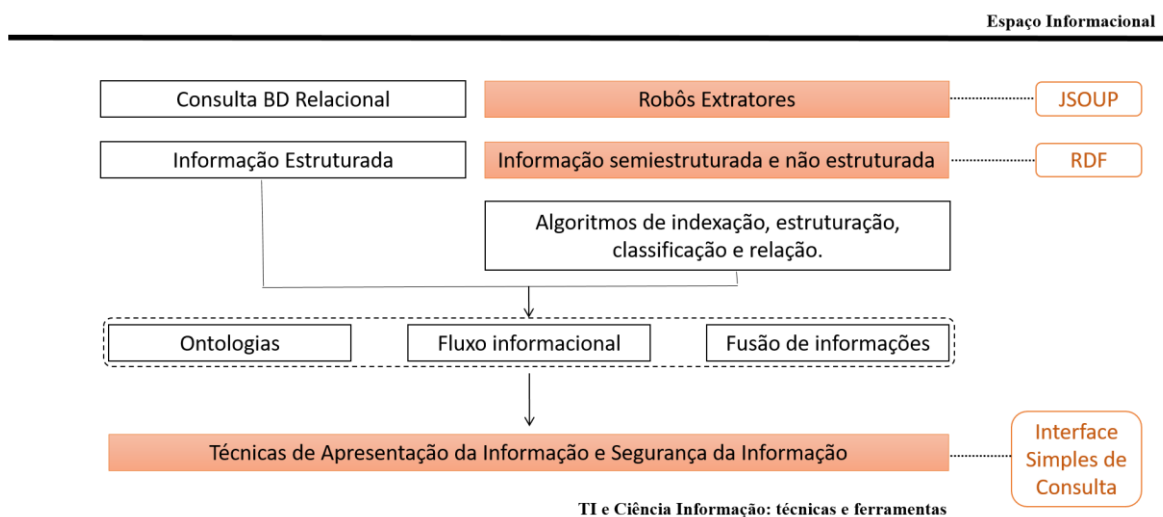 Espaço Informacional
Consulta BD Relacional
Robôs Extratores
JSOUP
Informação Estruturada
Informação semiestruturada e não estruturada
RDF
Algoritmos de indexação, estruturação,
classificação e relação.
Ontologias
Fluxo informacional
Fusão de informações
Técnicas de Apresentação da Informação e Segurança da Informação
Interface
Simples de
Consulta
TI e Ciência Informação: técnicas e ferramentas